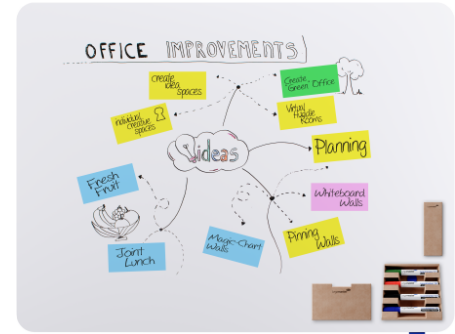 OFFICE IMPROVEMENTS
create
idea
spaces
Create
Green Office
individual
creative
spaces
Virtual
Huddle
Rooms
ideas
Planning
Fresh
Fruit
Whiteboard
Walls
Joint
Lunch
Magic-Chart
Walls
Pinning
Walls